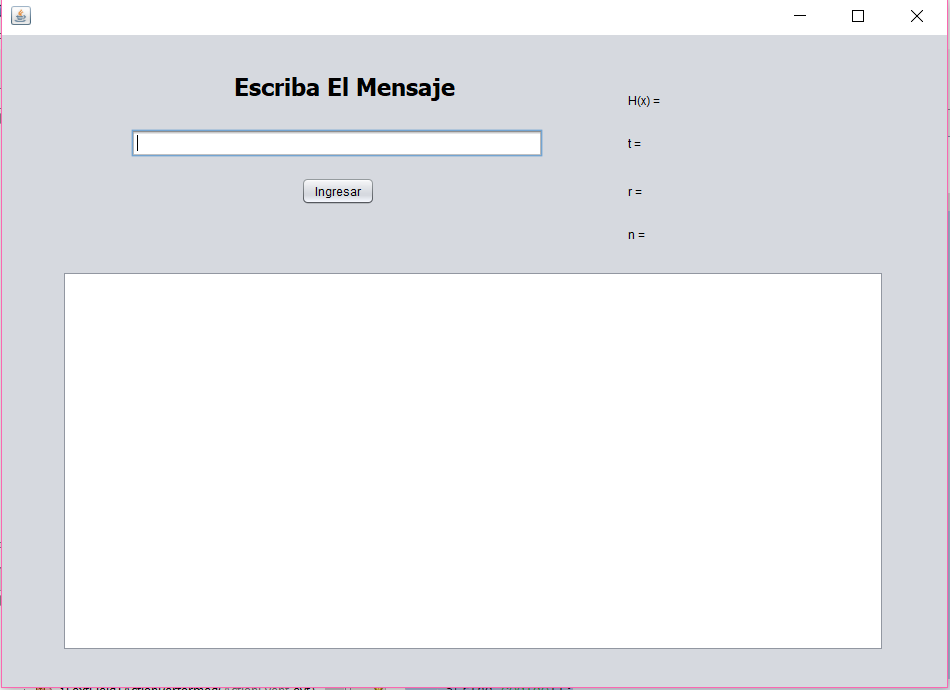 Escriba El Mensaje
H(x) =
t =
Ingresar
r =
n =